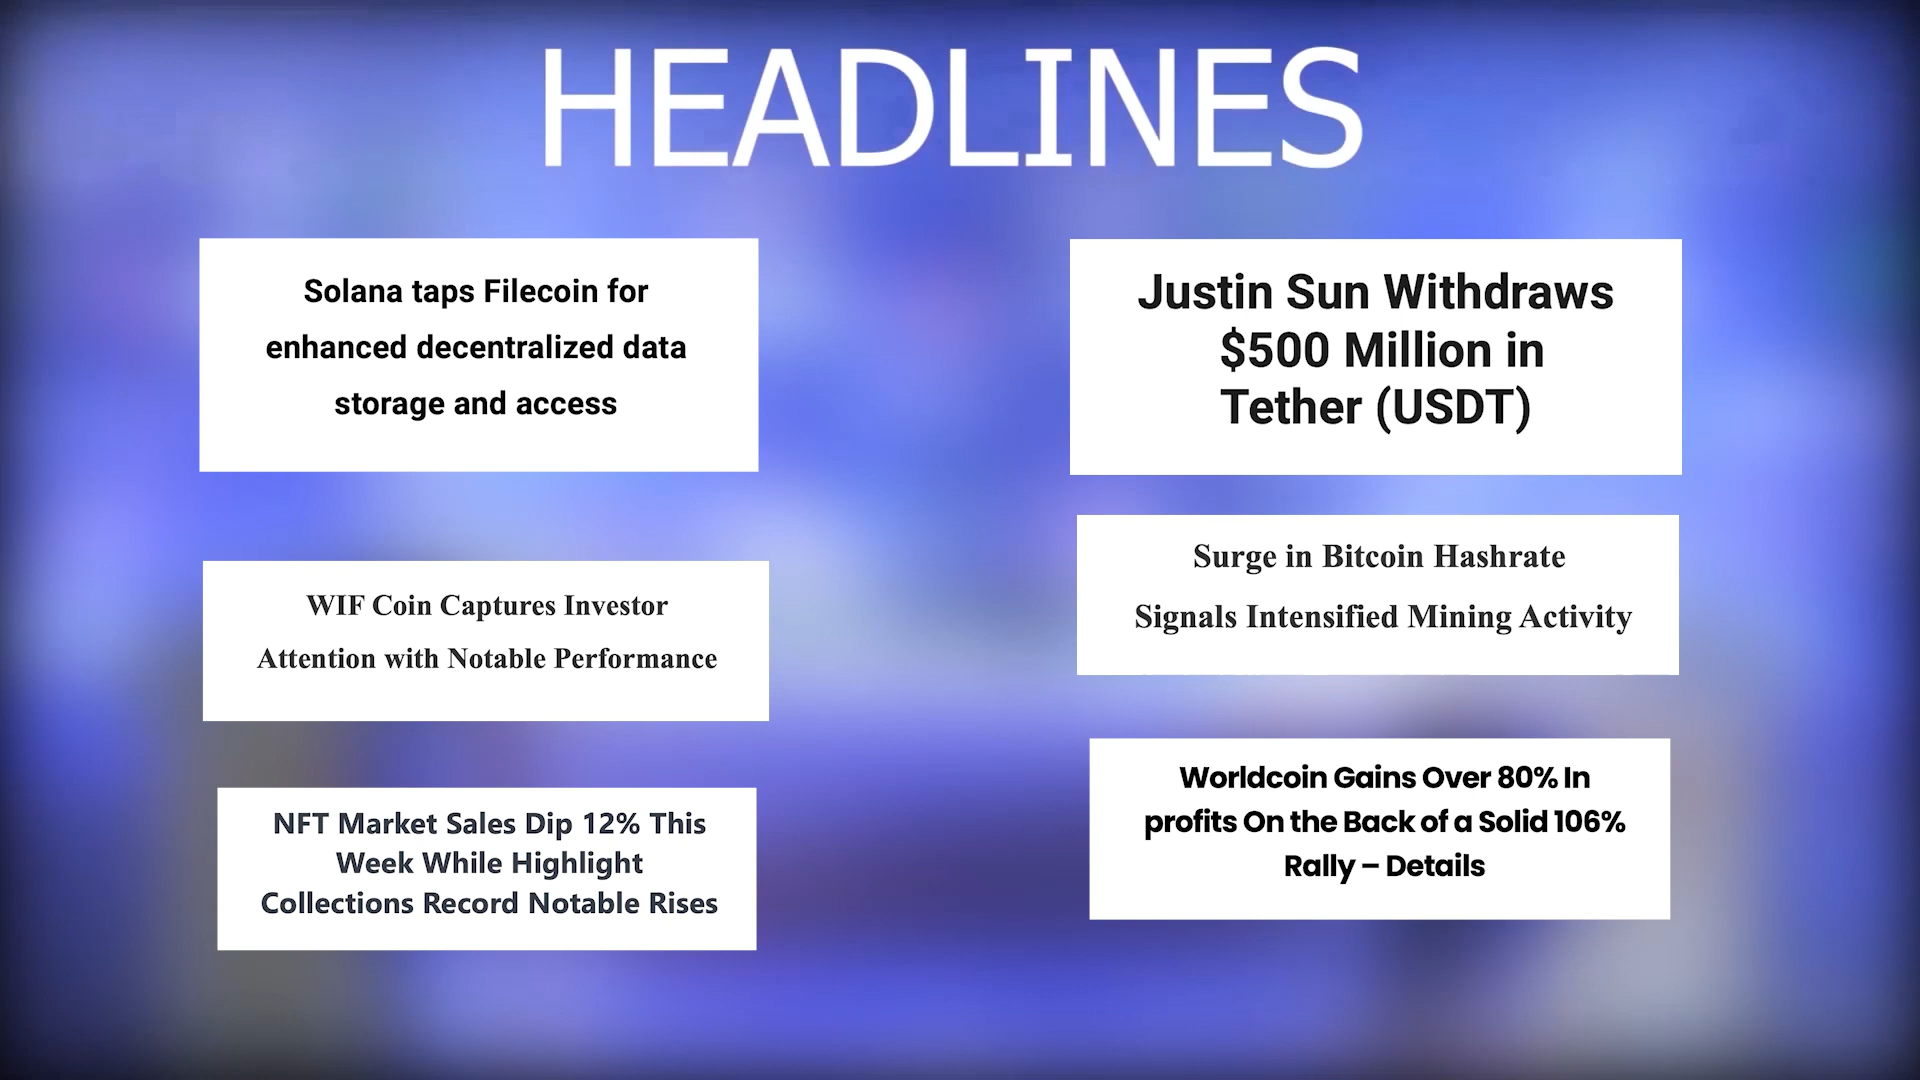 HEADLINES
Solana taps Filecoin for
enhanced decentralized data
storage and access
Justin Sun Withdraws
$500 Million in
Tether (USDT)
WIF Coin Captures Investor
Attention with Notable Performance
Surge in Bitcoin Hashrate
Signals Intensified Mining Activity
NFT Market Sales Dip 12% This
Week While Highlight
Collections Record Notable Rises
Worldcoin Gains Over 80% In
profits On the Back of a Solid 106%
Rally – Details